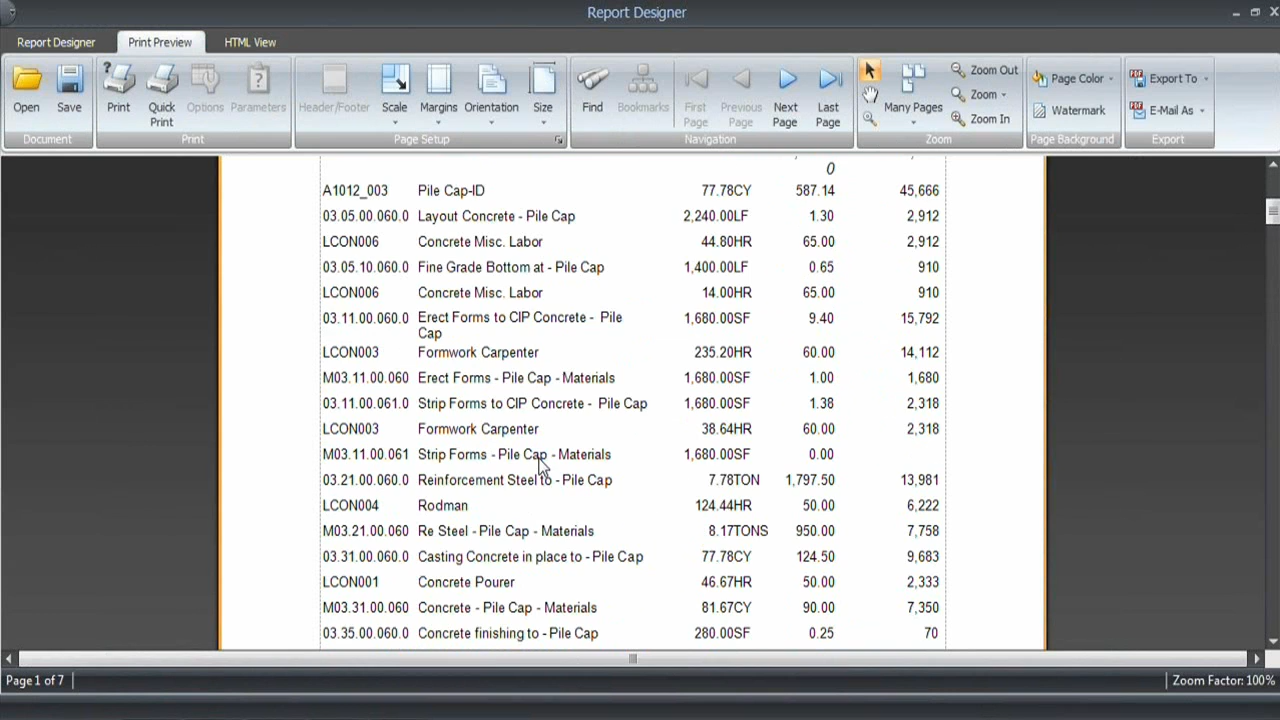 Report Designer
Report Designer Print Preview HTML View
Open Save Print Quick Print Options Parameters Header/Footer Scale Margins Orientation Size Find Bookmarks First Page Previous Page Next Page Last Page Many Pages Zoom Out Zoom Zoom In Page Color Watermark Export To E-Mail As
Document Print Page Setup Navigation Zoom Page Background Export
0
A1012_003 Pile Cap-ID 77.78CY 587.14 45,666
03.05.00.060.0 Layout Concrete - Pile Cap 2,240.00LF 1.30 2,912
LCON006 Concrete Misc. Labor 44.80HR 65.00 2,912
03.05.10.060.0 Fine Grade Bottom at - Pile Cap 1,400.00LF 0.65 910
LCON006 Concrete Misc. Labor 14.00HR 65.00 910
03.11.00.060.0 Erect Forms to CIP Concrete - Pile 1,680.00SF 9.40 15,792
Cap
LCON003 Formwork Carpenter 235.20HR 60.00 14,112
M03.11.00.060 Erect Forms - Pile Cap - Materials 1,680.00SF 1.00 1,680
03.11.00.061.0 Strip Forms to CIP Concrete - Pile Cap 1,680.00SF 1.38 2,318
LCON003 Formwork Carpenter 38.64HR 60.00 2,318
M03.11.00.061 Strip Forms - Pile Cap - Materials 1,680.00SF 0.00
03.21.00.060.0 Reinforcement Steel to - Pile Cap 7.78TON 1,797.50 13,981
LCON004 Rodman 124.44HR 50.00 6,222
M03.21.00.060 Re Steel - Pile Cap - Materials 8.17TONS 950.00 7,758
03.31.00.060.0 Casting Concrete in place to - Pile Cap 77.78CY 124.50 9,683
LCON001 Concrete Pourer 46.67HR 50.00 2,333
M03.31.00.060 Concrete - Pile Cap - Materials 81.67CY 90.00 7,350
03.35.00.060.0 Concrete finishing to - Pile Cap 280.00SF 0.25 70
Page 1 of 7 Zoom Factor: 100%